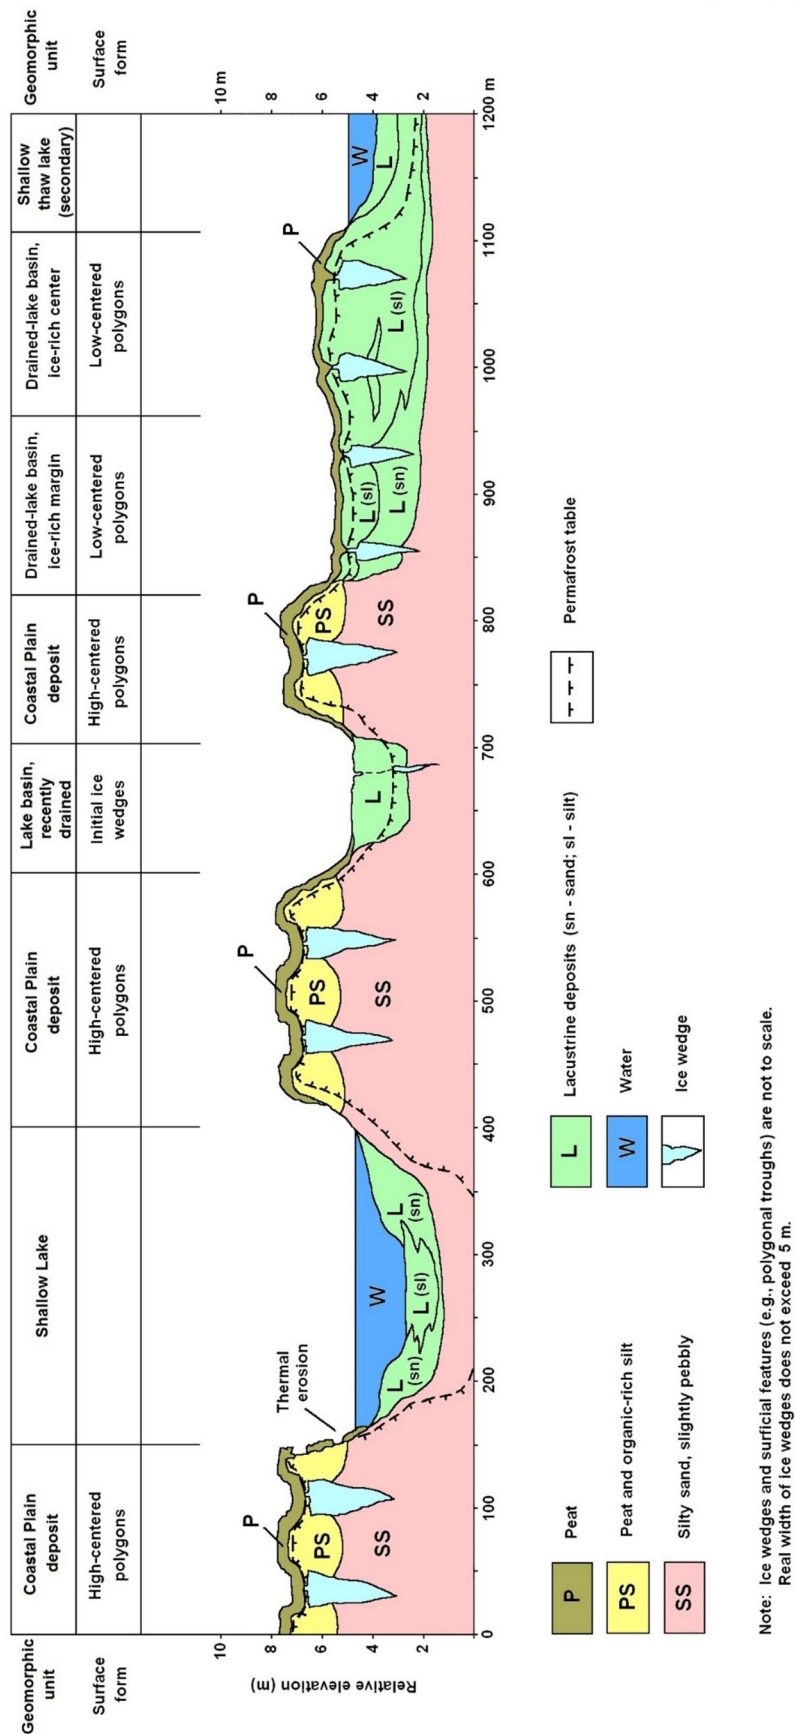 Geomorphic
unit
Coastal Plain
deposit
Shallow Lake
Coastal Plain
deposit
Lake basin,
recently
drained
Coastal Plain
deposit
Drained-lake basin,
ice-rich margin
Drained-lake basin,
ice-rich center
Shallow
thaw lake
(secondary)
Geomorphic
unit
Surface
form
High-centered
polygons
High-centered
polygons
Initial ice
wedges
High-centered
polygons
Low-centered
polygons
Low-centered
polygons
Surface
form
Relative elevation (m)
10
8
6
4
2
P
PS
SS
Thermal
erosion
W
L
(sn)
L (sl)
L
(sn)
P
PS
SS
L
P
PS
SS
L (sl)
L (sn)
L (sl)
P
W
L
10 m
8
6
4
2
0
100
200
300
400
500
600
700
800
900
1000
1100
1200 m
P
Peat
L
Lacustrine deposits (sn - sand; sl - silt)
Permafrost table
PS
Peat and organic-rich silt
W
Water
SS
Silty sand, slightly pebbly
Ice wedge
Note: Ice wedges and surficial features (e.g., polygonal troughs) are not to scale.
Real width of ice wedges does not exceed 5 m.